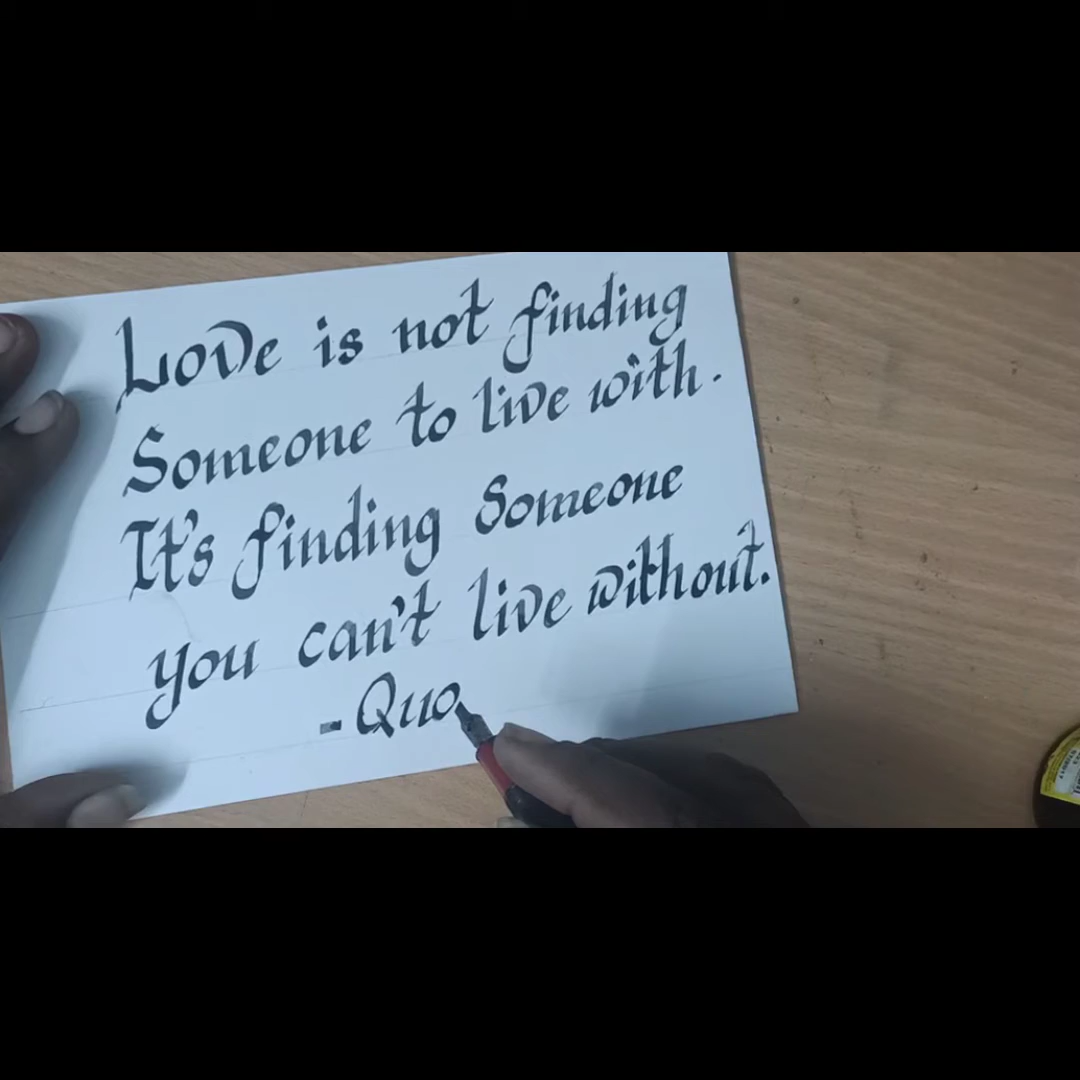 Love is not finding
Someone to live with.
It's finding Someone
you can't live without.
- Quo